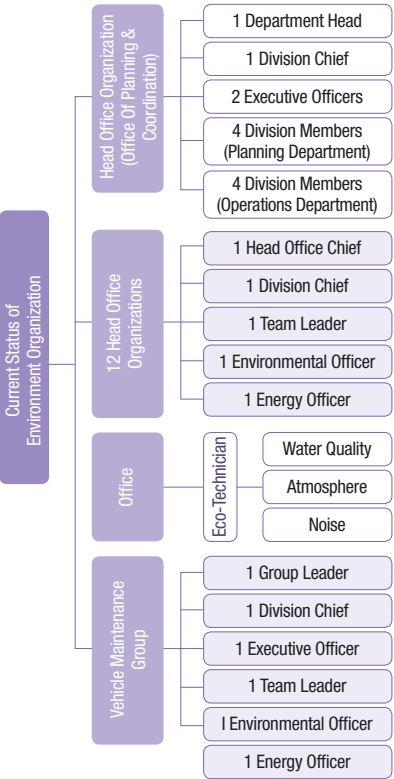 Current Status of
Environment Organization
Head Office Organization
(Office Of Planning &
Coordination)
1 Department Head
1 Division Chief
2 Executive Officers
4 Division Members
(Planning Department)
4 Division Members
(Operations Department)
12 Head Office
Organizations
1 Head Office Chief
1 Division Chief
1 Team Leader
1 Environmental Officer
1 Energy Officer
Office
Eco-Technician
Water Quality
Atmosphere
Noise
Vehicle Maintenance
Group
1 Group Leader
1 Division Chief
1 Executive Officer
1 Team Leader
I Environmental Officer
1 Energy Officer